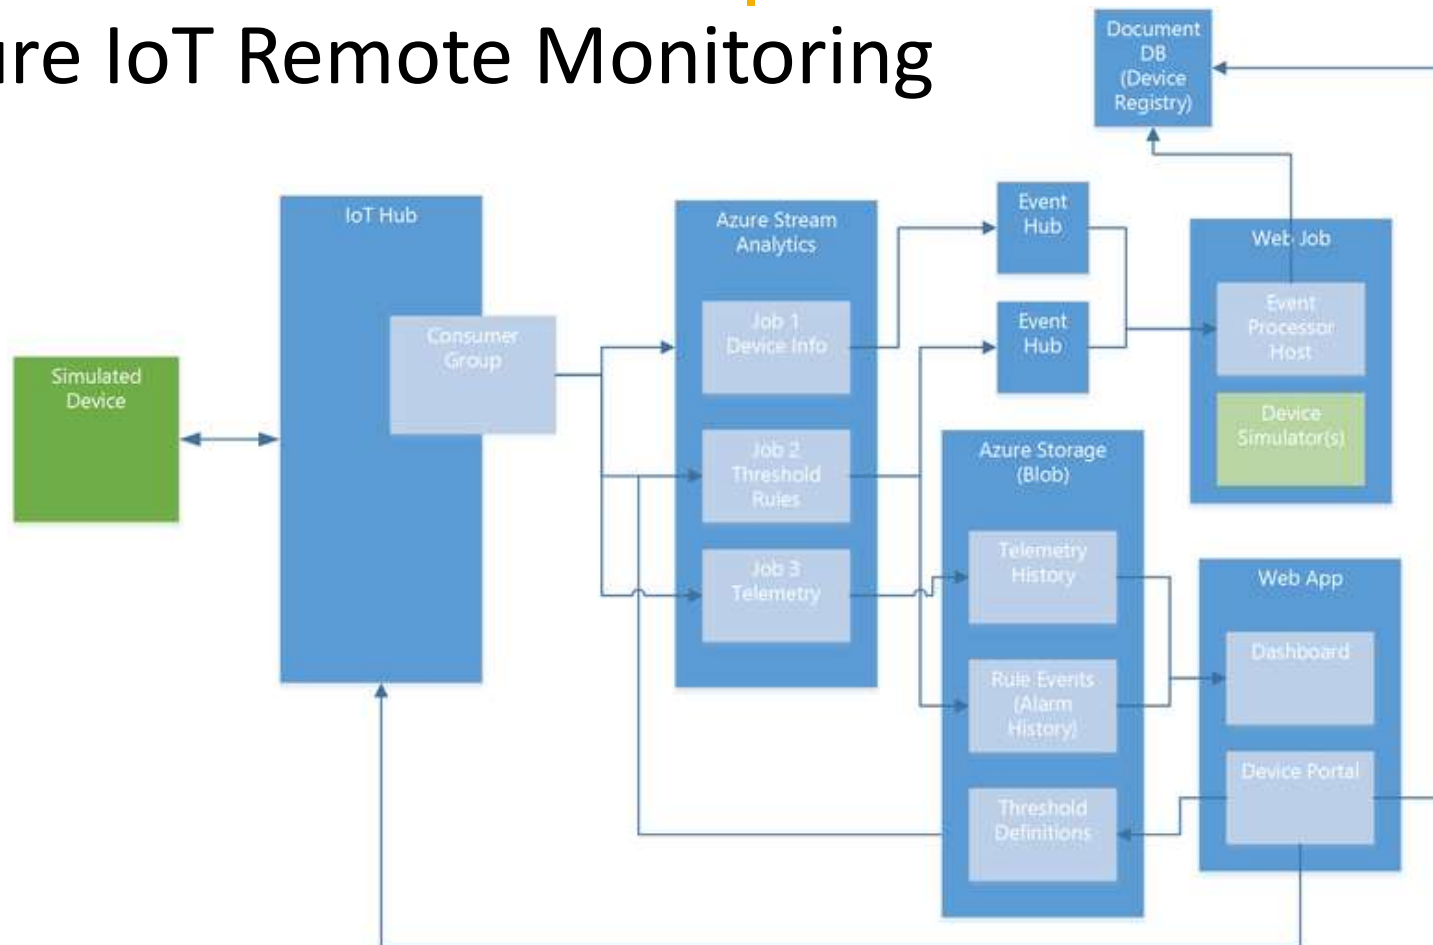 ure IoT Remote Monitoring
Document
DB
(Device
Registry)
IoT Hub
Azure Stream
Analytics
Event
Hub
Web Job
Consumer
Group
Job 1
Device Info
Event
Hub
Event
Processor
Host
Simulated
Device
Device
Simulator(s)
Job 2
Threshold
Rules
Azure Storage
(Blob)
Job 3
Telemetry
Telemetry
History
Web App
Dashboard
Rule Events
(Alarm
History)
Device Portal
Threshold
Definitions